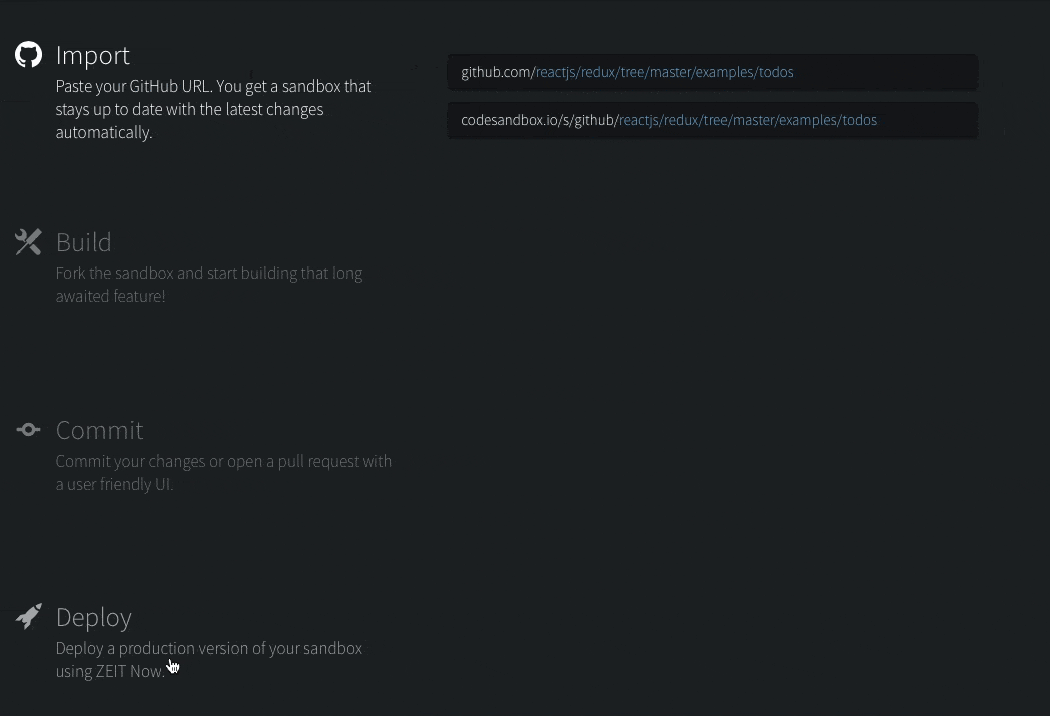 Import
Paste your GitHub URL. You get a sandbox that
stays up to date with the latest changes
automatically.
github.com/reactjs/redux/tree/master/examples/todos
codesandbox.io/s/github/reactjs/redux/tree/master/examples/todos
Build
Fork the sandbox and start building that long
awaited feature!
Commit
Commit your changes or open a pull request with
a user friendly UI.
Deploy
Deploy a production version of your sandbox
using ZEIT Now.